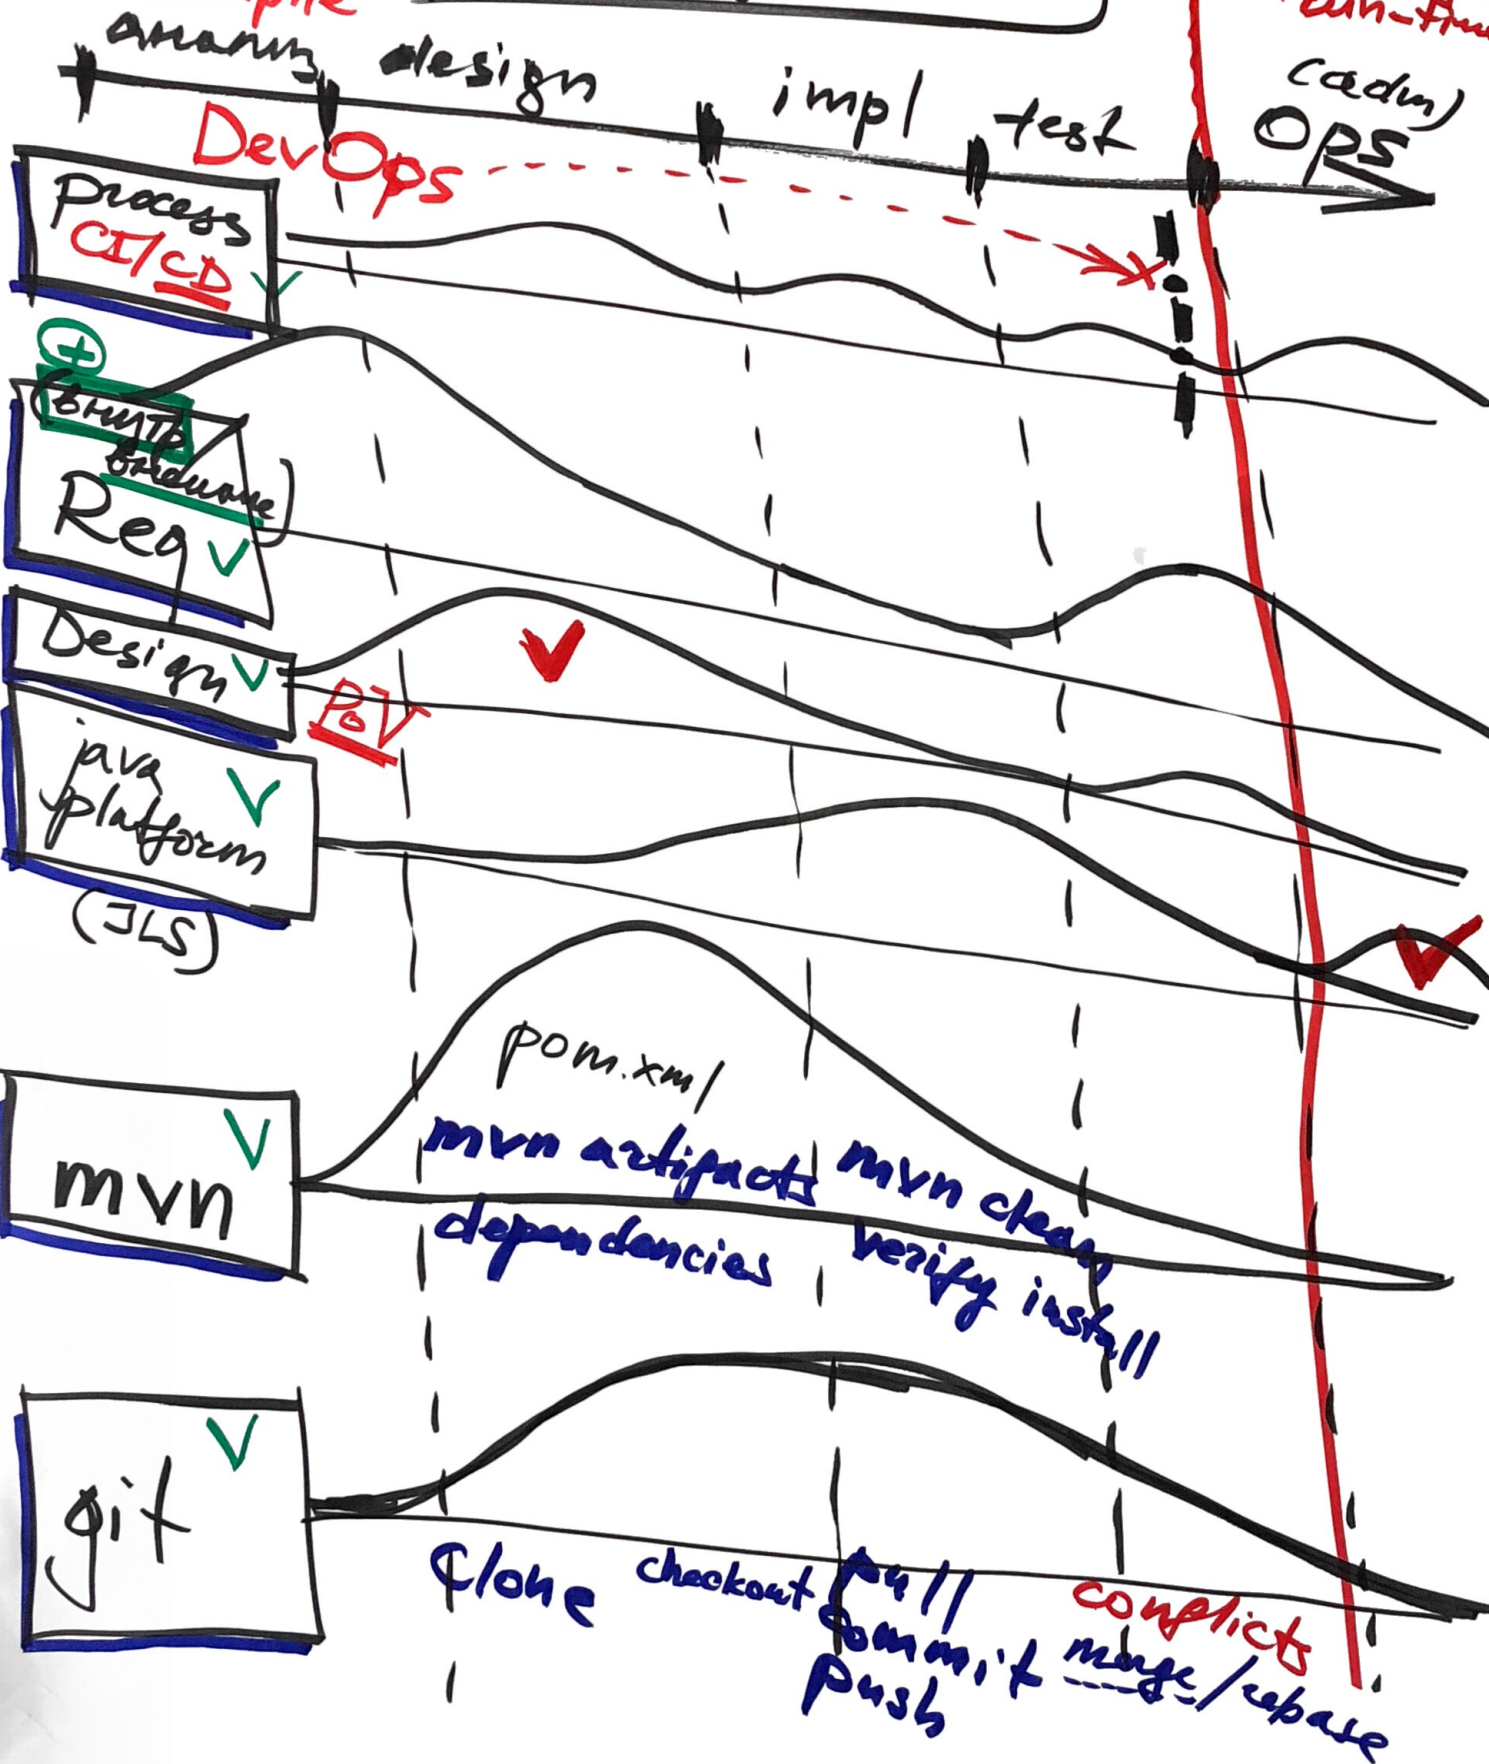 анализ design impl test Ops
(adm)
DevOps
process
CI/CD
+
(внутр
внешние)
Req
Design
PoV
java
platform
(JLS)
pom.xml
mvn
mvn artifacts
dependencies
mvn clean
verify install
git
clone
checkout
pull
commit
push
conflicts
merge/rebase